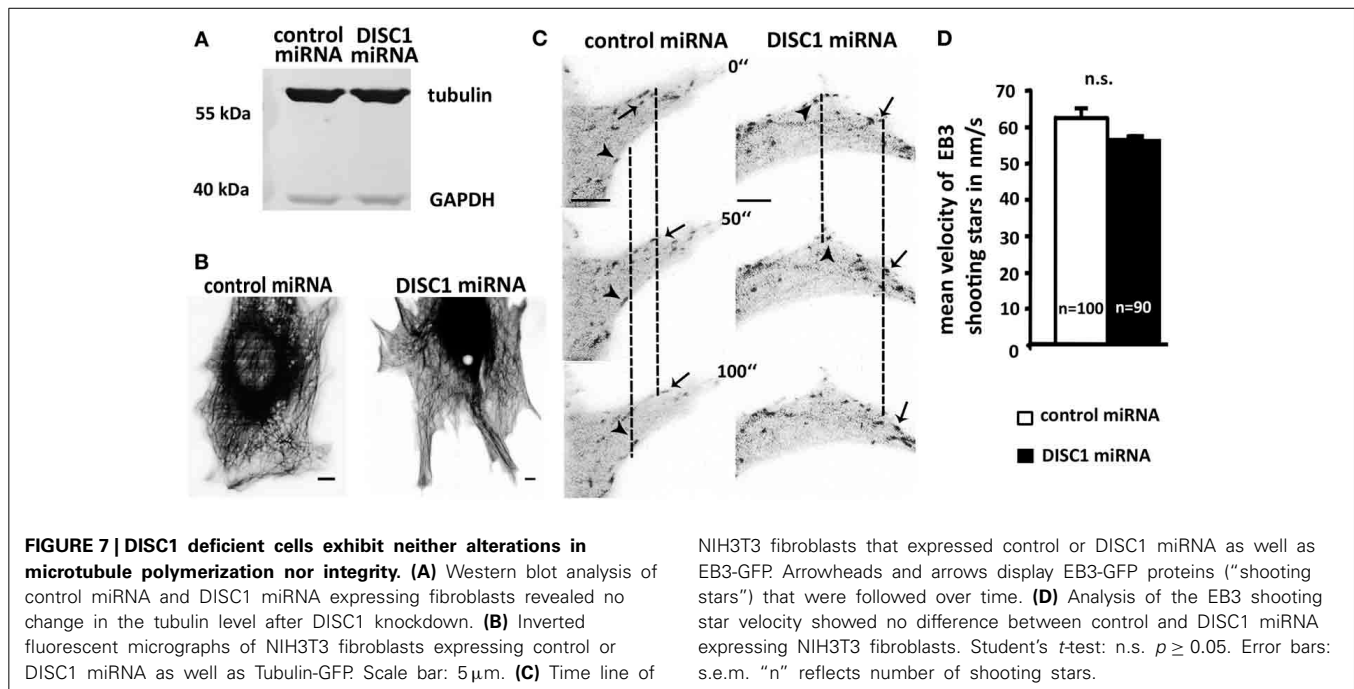 A
control miRNA
DISC1 miRNA
55 kDa
tubulin
40 kDa
GAPDH
B
control miRNA
DISC1 miRNA
C
control miRNA
DISC1 miRNA
0“
50“
100“
D
n.s.
mean velocity of EB3
shooting stars in nm/s
70
60
50
40
30
20
10
0
n=100
n=90
control miRNA
DISC1 miRNA
FIGURE 7 | DISC1 deficient cells exhibit neither alterations in
microtubule polymerization nor integrity. (A) Western blot analysis of
control miRNA and DISC1 miRNA expressing fibroblasts revealed no
change in the tubulin level after DISC1 knockdown. (B) Inverted
fluorescent micrographs of NIH3T3 fibroblasts expressing control or
DISC1 miRNA as well as Tubulin-GFP. Scale bar: 5 μm. (C) Time line of
NIH3T3 fibroblasts that expressed control or DISC1 miRNA as well as
EB3-GFP. Arrowheads and arrows display EB3-GFP proteins (“shooting
stars”) that were followed over time. (D) Analysis of the EB3 shooting
star velocity showed no difference between control and DISC1 miRNA
expressing NIH3T3 fibroblasts. Student’s t-test: n.s. p ≥ 0.05. Error bars:
s.e.m. “n” reflects number of shooting stars.